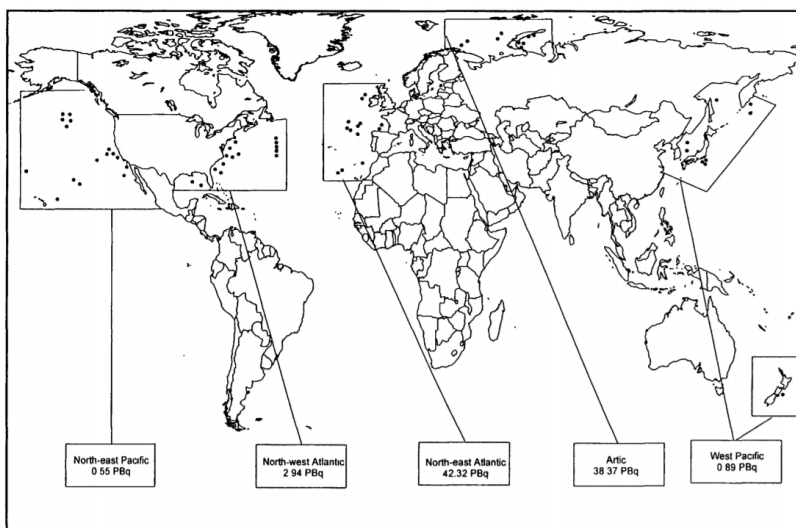 North-east Pacific
0 55 PBq
North-west Atlantic
2 94 PBq
North-east Atlantic
42.32 PBq
Artic
38 37 PBq
West Pacific
0 89 PBq